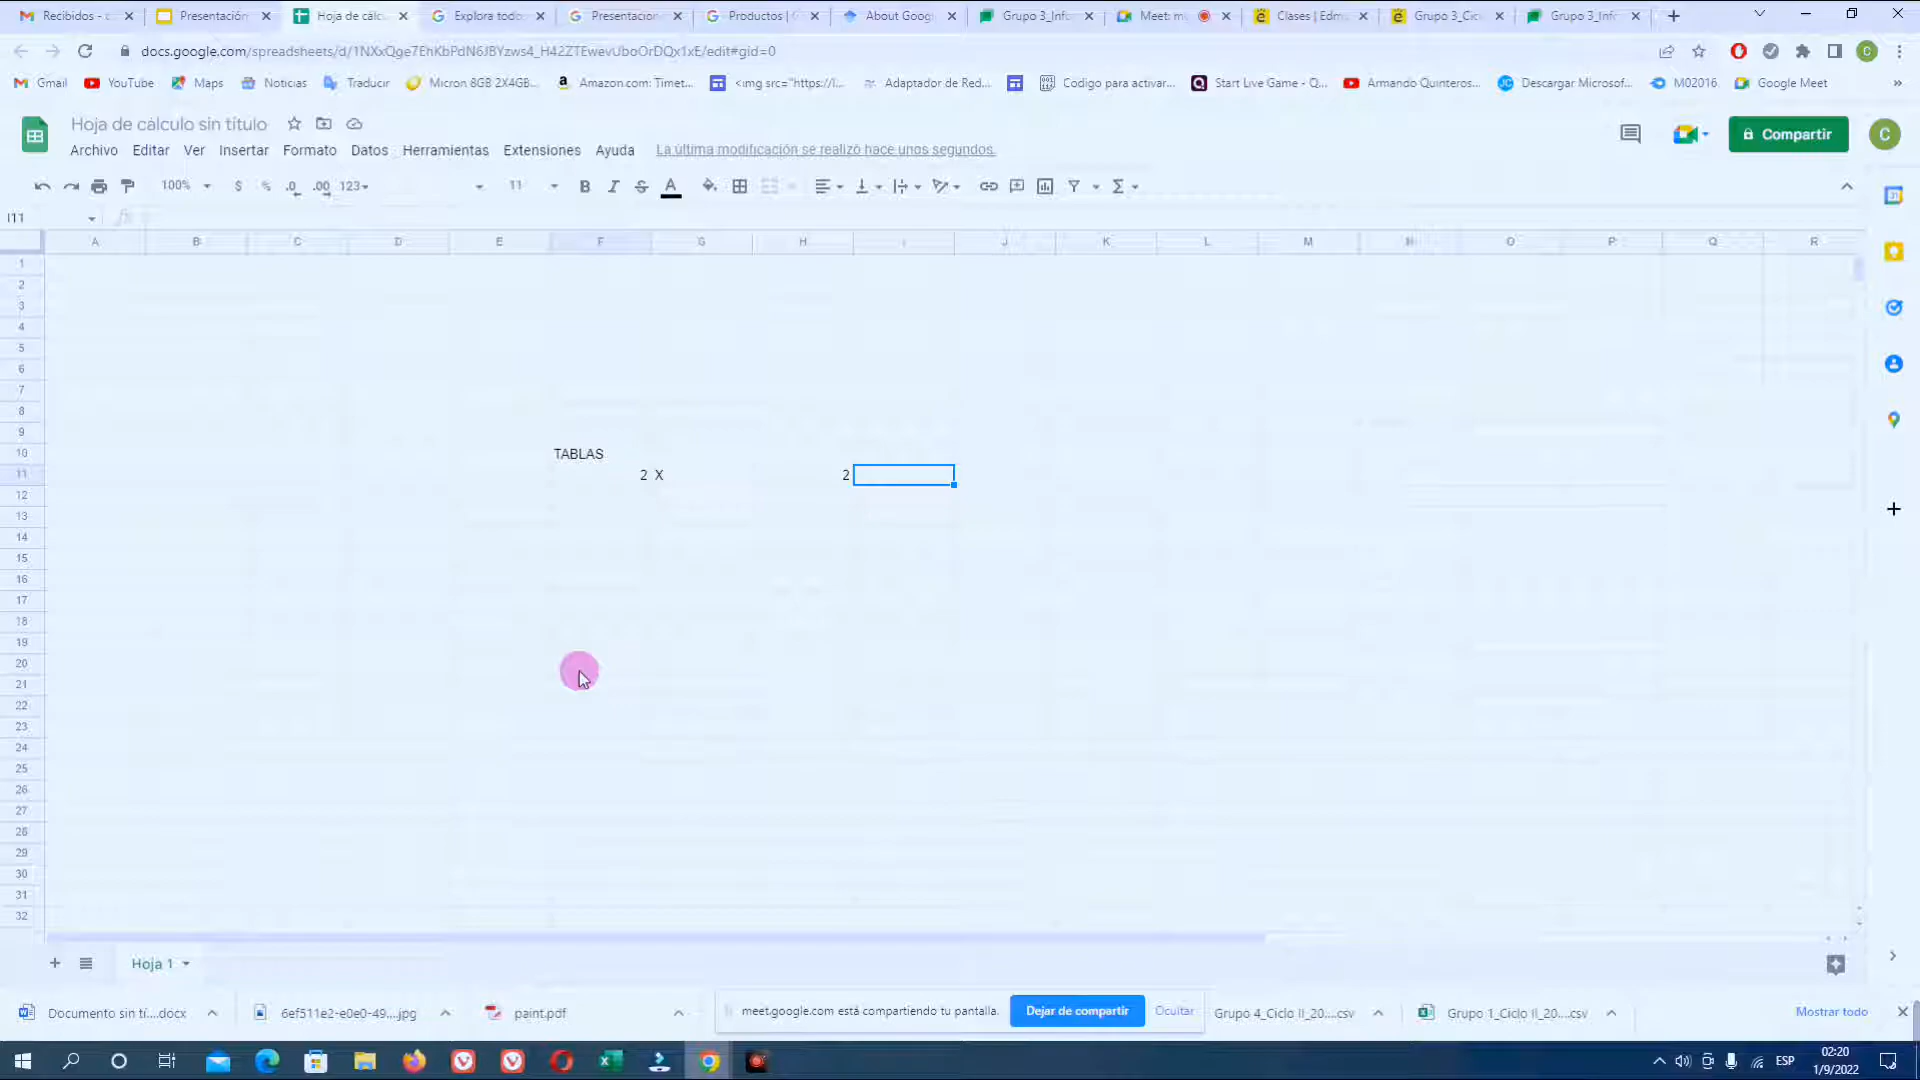 Recibidos - c
Presentación
Hoja de cálc
Explora todo
Presentacion
Productos | G
About Goog
Grupo 3_Info
Meet: m
Clases | Edm
Grupo 3_Cic
Grupo 3_Info
docs.google.com/spreadsheets/d/1NXxQge7EhKbPdN6JBYzws4_H42ZTEwevUboOrDQx1xE/edit#gid=0
Gmail
YouTube
Maps
Noticias
Traducir
Micron 8GB 2X4GB...
Amazon.com: Timet...
<img src="https://l...
Adaptador de Red...
Codigo para activar...
Start Live Game - Q...
Armando Quinteros...
Descargar Microsof...
M02016
Google Meet
»
Hoja de cálculo sin título
Compartir
C
Archivo Editar Ver Insertar Formato Datos Herramientas Extensiones Ayuda La última modificación se realizó hace unos segundos.
100% $ % .0 .00 123 11 B I S A Σ
I11 fx
A B C D E F G H I J K L M N O P Q R
1
2
3
4
5
6
7
8
9
10 TABLAS
11 2 X 2
12
13
14
15
16
17
18
19
20
21
22
23
24
25
26
27
28
29
30
31
32
+ Hoja 1
Documento sin tí....docx
6ef511e2-e0e0-49....jpg
paint.pdf
meet.google.com está compartiendo tu pantalla. Dejar de compartir Ocultar
Grupo 4_Ciclo II_20....csv
Grupo 1_Ciclo II_20....csv
Mostrar todo
ESP
02:20
1/9/2022